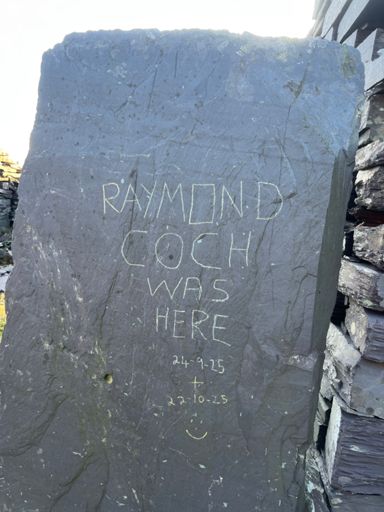 RAYMOND
COCH
WAS
HERE
24-9-25
+
22-10-25